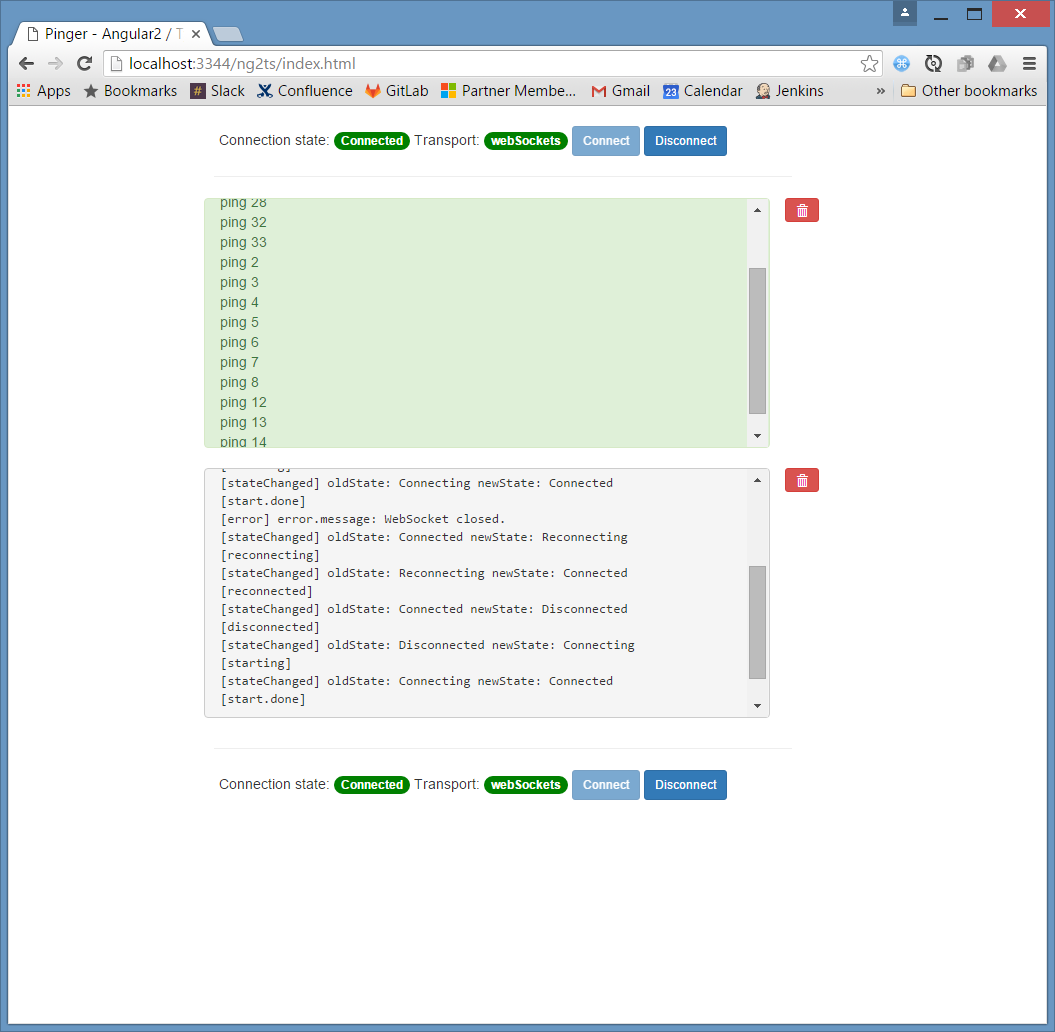 Pinger - Angular2 / T
localhost:3344/ng2ts/index.html
Apps Bookmarks # Slack Confluence GitLab Partner Membe... Gmail 23 Calendar Jenkins » Other bookmarks
Connection state: Connected Transport: webSockets Connect Disconnect
ping 28
ping 32
ping 33
ping 2
ping 3
ping 4
ping 5
ping 6
ping 7
ping 8
ping 12
ping 13
ping 14
[stateChanged] oldState: Connecting newState: Connected
[start.done]
[error] error.message: WebSocket closed.
[stateChanged] oldState: Connected newState: Reconnecting
[reconnecting]
[stateChanged] oldState: Reconnecting newState: Connected
[reconnected]
[stateChanged] oldState: Connected newState: Disconnected
[disconnected]
[stateChanged] oldState: Disconnected newState: Connecting
[starting]
[stateChanged] oldState: Connecting newState: Connected
[start.done]
Connection state: Connected Transport: webSockets Connect Disconnect